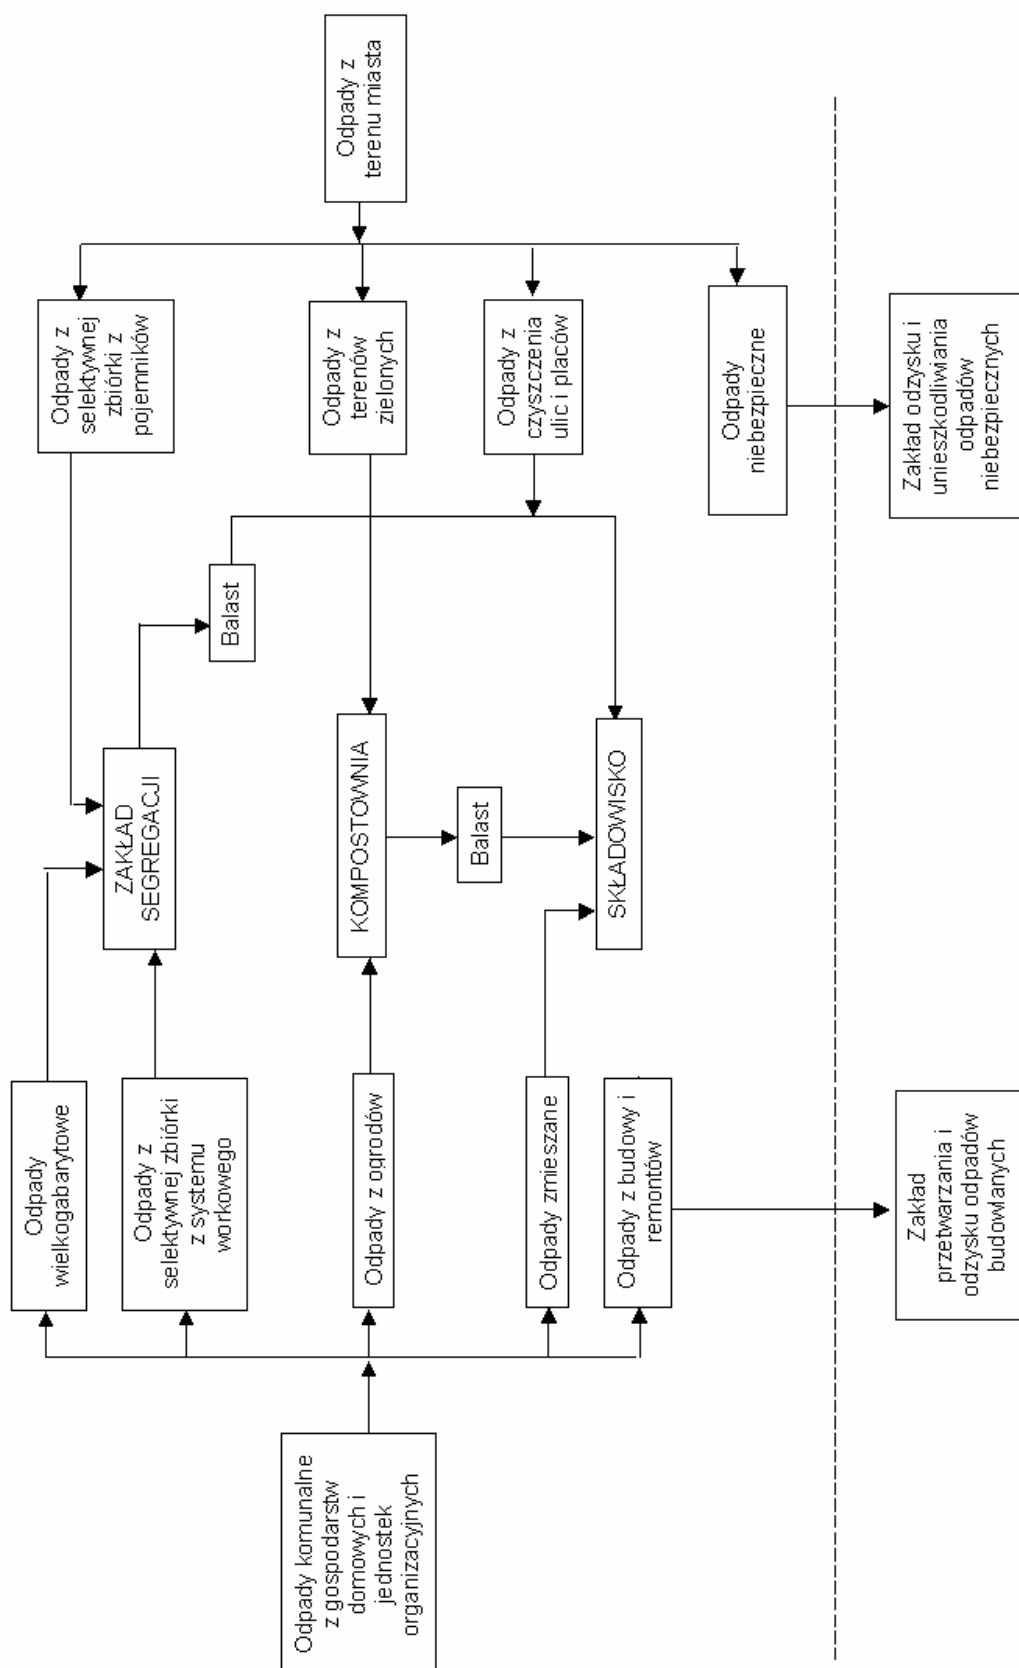 Odpady komunalne
z gospodarstw
domowych i
jednostek
organizacyjnych
Odpady
wielkogabarytowe
Odpady z
selektywnej zbiórki
z systemu
workowego
Odpady z ogrodów
Odpady zmieszane
Odpady z budowy i
remontów
ZAKŁAD
SEGREGACJI
Balast
KOMPOSTOWNIA
Balast
SKŁADOWISKO
Odpady z
selektywnej
zbiórki z
pojemników
Odpady z
terenów
zielonych
Odpady z
czyszczenia
ulic i placów
Odpady
niebezpieczne
Odpady z
terenu miasta
Zakład
przetwarzania i
odzysku odpadów
budowlanych
Zakład odzysku i
unieszkodliwiania
odpadów
niebezpiecznych